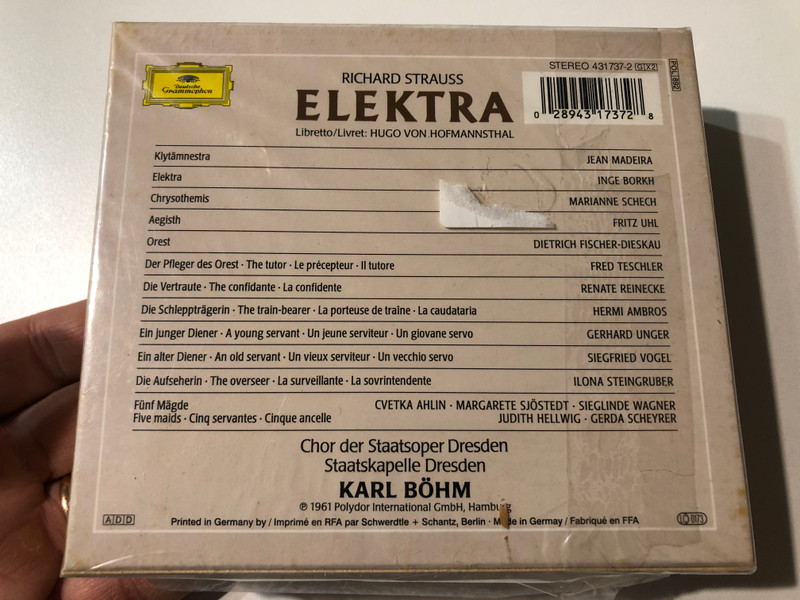 Deutsche
Grammophon
STEREO 431737-2 GX2
POL 892
RICHARD STRAUSS
ELEKTRA
Libretto/Livret: HUGO VON HOFMANNSTHAL
0 28943 17372 8
Klytämnestra JEAN MADEIRA
Elektra INGE BORKH
Chrysothemis MARIANNE SCHECH
Aegisth FRITZ UHL
Orest DIETRICH FISCHER-DIESKAU
Der Pfleger des Orest · The tutor · Le précepteur · Il tutore FRED TESCHLER
Die Vertraute · The confidante · La confidente RENATE REINECKE
Die Schleppträgerin · The train-bearer · La porteuse de traîne · La caudataria HERMI AMBROS
Ein junger Diener · A young servant · Un jeune serviteur · Un giovane servo GERHARD UNGER
Ein alter Diener · An old servant · Un vieux serviteur · Un vecchio servo SIEGFRIED VOGEL
Die Aufseherin · The overseer · La surveillante · La sovrintendente ILONA STEINGRUBER
Fünf Mägde CVETKA AHLIN · MARGARETE SJÖSTEDT · SIEGLINDE WAGNER
Five maids · Cinq servantes · Cinque ancelle JUDITH HELLWIG · GERDA SCHEYRER
Chor der Staatsoper Dresden
Staatskapelle Dresden
KARL BÖHM
℗ 1961 Polydor International GmbH, Hamburg
ADD
Printed in Germany by / Imprimé en RFA par Schwerdtle + Schantz, Berlin · Made in Germay / Fabriqué en FFA